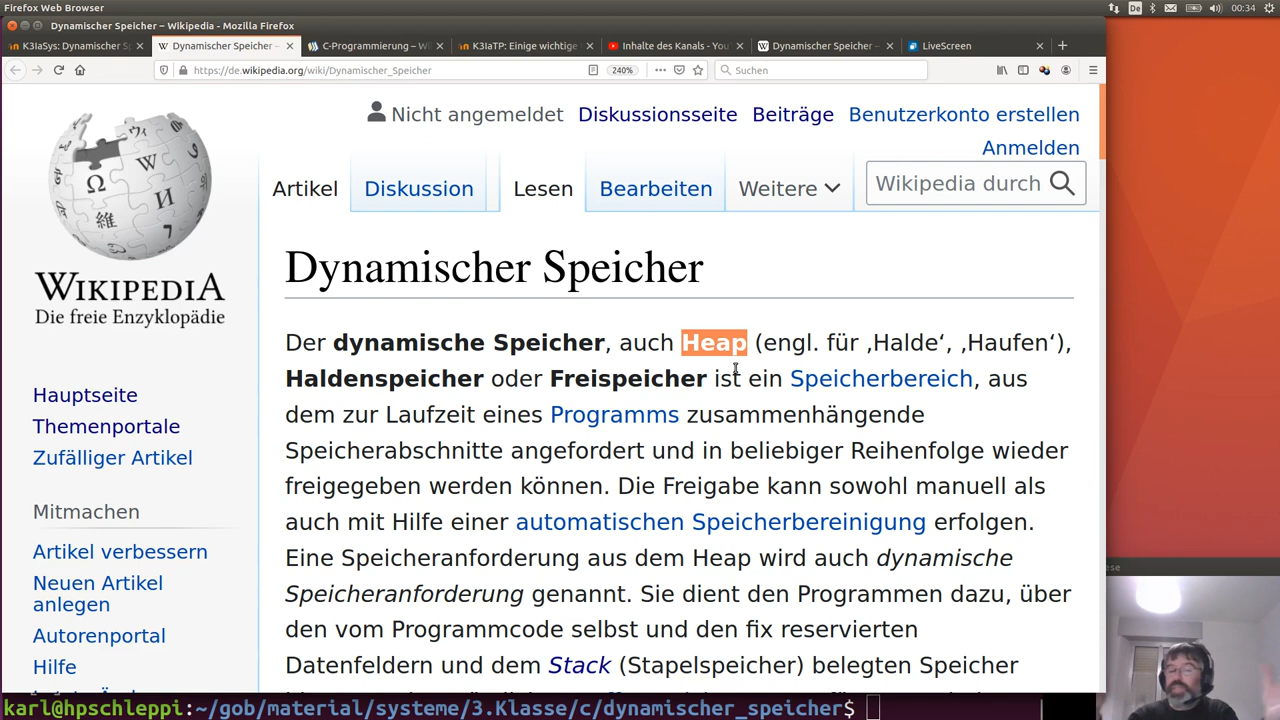 Firefox Web Browser
De
00:34
Dynamischer Speicher – Wikipedia - Mozilla Firefox
K3IaSys: Dynamischer S
Dynamischer Speicher –
C-Programmierung – Wi
K3IaTP: Einige wichtige
Inhalte des Kanals - You
Dynamischer Speicher –
LiveScreen
https://de.wikipedia.org/wiki/Dynamischer_Speicher
240%
Suchen
Nicht angemeldet Diskussionsseite Beiträge Benutzerkonto erstellen
Anmelden
Artikel Diskussion Lesen Bearbeiten Weitere
Wikipedia durch
WIKIPEDIA
Die freie Enzyklopädie
Hauptseite
Themenportale
Zufälliger Artikel
Mitmachen
Artikel verbessern
Neuen Artikel
anlegen
Autorenportal
Hilfe
Dynamischer Speicher
Der dynamische Speicher, auch Heap (engl. für ‚Halde‘, ‚Haufen‘),
Haldenspeicher oder Freispeicher ist ein Speicherbereich, aus
dem zur Laufzeit eines Programms zusammenhängende
Speicherabschnitte angefordert und in beliebiger Reihenfolge wieder
freigegeben werden können. Die Freigabe kann sowohl manuell als
auch mit Hilfe einer automatischen Speicherbereinigung erfolgen.
Eine Speicheranforderung aus dem Heap wird auch dynamische
Speicheranforderung genannt. Sie dient den Programmen dazu, über
den vom Programmcode selbst und den fix reservierten
Datenfeldern und dem Stack (Stapelspeicher) belegten Speicher
karl@hpschleppi:~/gob/material/systeme/3.Klasse/c/dynamischer_speicher$